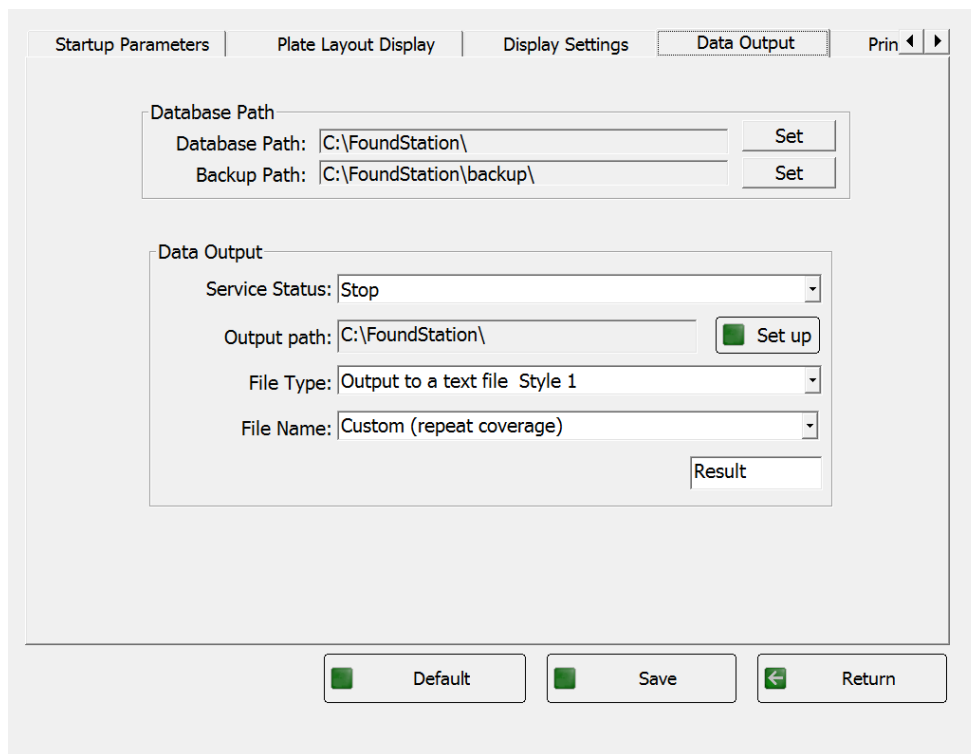 Startup Parameters Plate Layout Display Display Settings Data Output Prin
Database Path
Database Path: C:\FoundStation\ Set
Backup Path: C:\FoundStation\backup\ Set
Data Output
Service Status: Stop
Output path: C:\FoundStation\ Set up
File Type: Output to a text file  Style 1
File Name: Custom (repeat coverage)
Result
Default Save Return